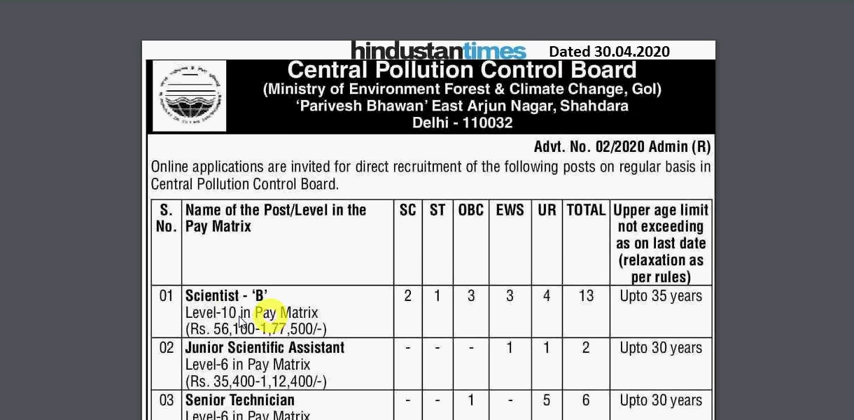 hindustantimes Dated 30.04.2020
Central Pollution Control Board
(Ministry of Environment Forest & Climate Change, GoI)
‘Parivesh Bhawan’ East Arjun Nagar, Shahdara
Delhi - 110032
Advt. No. 02/2020 Admin (R)
Online applications are invited for direct recruitment of the following posts on regular basis in
Central Pollution Control Board.
S. No. Name of the Post/Level in the Pay Matrix SC ST OBC EWS UR TOTAL Upper age limit not exceeding as on last date (relaxation as per rules)
01 Scientist - ‘B’ 2 1 3 3 4 13 Upto 35 years
Level-10 in Pay Matrix
(Rs. 56,100-1,77,500/-)
02 Junior Scientific Assistant - - - 1 1 2 Upto 30 years
Level-6 in Pay Matrix
(Rs. 35,400-1,12,400/-)
03 Senior Technician - - 1 - 5 6 Upto 30 years
Level-6 in Pay Matrix